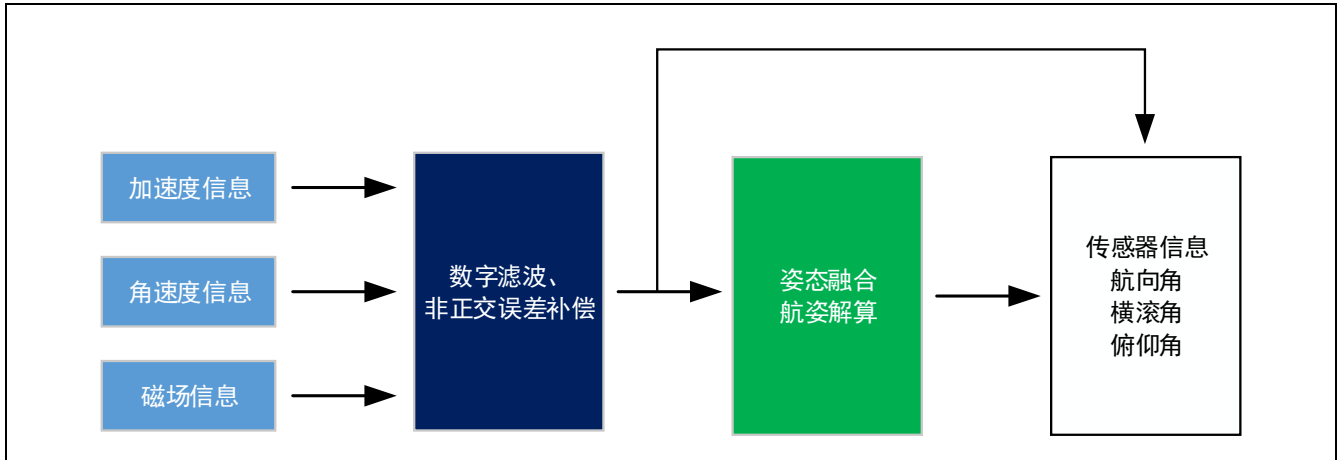 加速度信息
角速度信息
磁场信息
数字滤波、
非正交误差补偿
姿态融合
航姿解算
传感器信息
航向角
横滚角
俯仰角